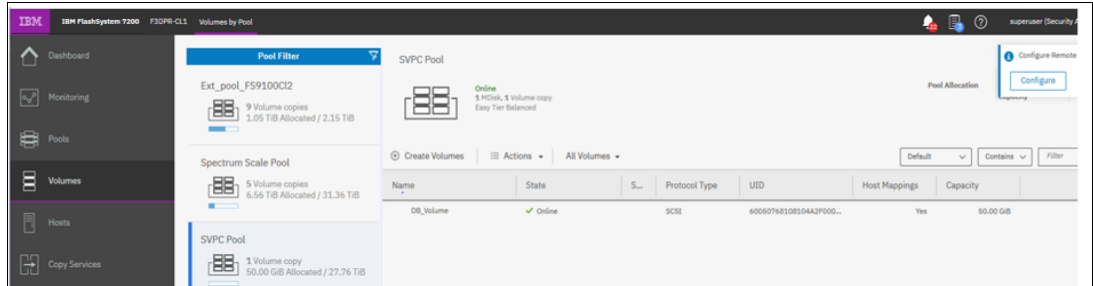 IBM IBM FlashSystem 7200 F3DPR-CL1 Volumes by Pool 22 superuser (Security A
Dashboard
Monitoring
Pools
Volumes
Hosts
Copy Services
Pool Filter
Ext_pool_FS9100Cl2
9 Volume copies
1.05 TiB Allocated / 2.15 TiB
Spectrum Scale Pool
5 Volume copies
6.56 TiB Allocated / 31.36 TiB
SVPC Pool
1 Volume copy
50.00 GiB Allocated / 27.76 TiB
SVPC Pool
Online
1 MDisk, 1 Volume copy
Easy Tier Balanced
Pool Allocation
Capacity
Configure Remote
Configure
Create Volumes Actions All Volumes Default Contains Filter
Name State S... Protocol Type UID Host Mappings Capacity
DB_Volume Online SCSI 60050768108104A2F000... Yes 50.00 GiB